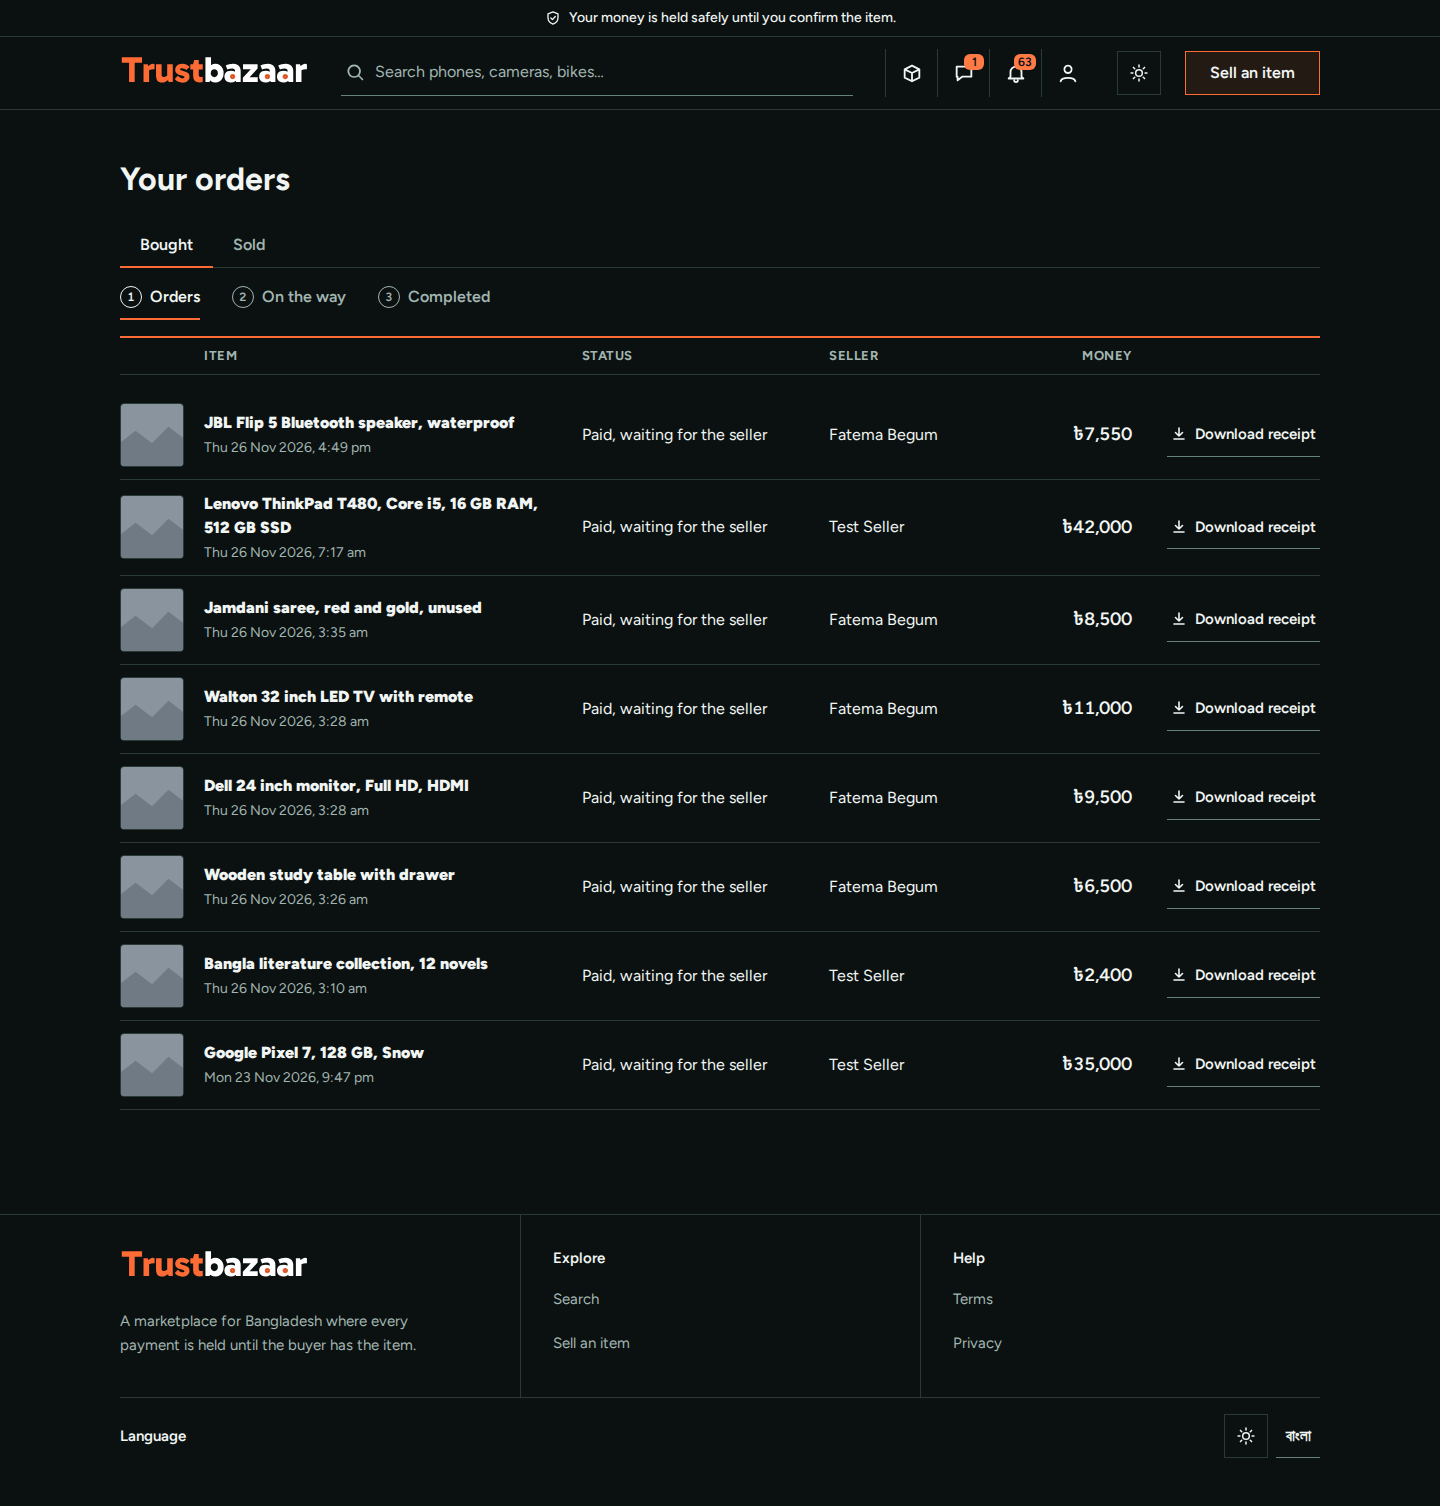 Your money is held safely until you confirm the item.
Trustbazaar
Search phones, cameras, bikes...
1
63
Sell an item
Your orders
Bought
Sold
1 Orders
2 On the way
3 Completed
ITEM
STATUS
SELLER
MONEY
JBL Flip 5 Bluetooth speaker, waterproof
Thu 26 Nov 2026, 4:49 pm
Paid, waiting for the seller
Fatema Begum
৳7,550
Download receipt
Lenovo ThinkPad T480, Core i5, 16 GB RAM,
512 GB SSD
Thu 26 Nov 2026, 7:17 am
Paid, waiting for the seller
Test Seller
৳42,000
Download receipt
Jamdani saree, red and gold, unused
Thu 26 Nov 2026, 3:35 am
Paid, waiting for the seller
Fatema Begum
৳8,500
Download receipt
Walton 32 inch LED TV with remote
Thu 26 Nov 2026, 3:28 am
Paid, waiting for the seller
Fatema Begum
৳11,000
Download receipt
Dell 24 inch monitor, Full HD, HDMI
Thu 26 Nov 2026, 3:28 am
Paid, waiting for the seller
Fatema Begum
৳9,500
Download receipt
Wooden study table with drawer
Thu 26 Nov 2026, 3:26 am
Paid, waiting for the seller
Fatema Begum
৳6,500
Download receipt
Bangla literature collection, 12 novels
Thu 26 Nov 2026, 3:10 am
Paid, waiting for the seller
Test Seller
৳2,400
Download receipt
Google Pixel 7, 128 GB, Snow
Mon 23 Nov 2026, 9:47 pm
Paid, waiting for the seller
Test Seller
৳35,000
Download receipt
Trustbazaar
A marketplace for Bangladesh where every
payment is held until the buyer has the item.
Explore
Search
Sell an item
Help
Terms
Privacy
Language
বাংলা